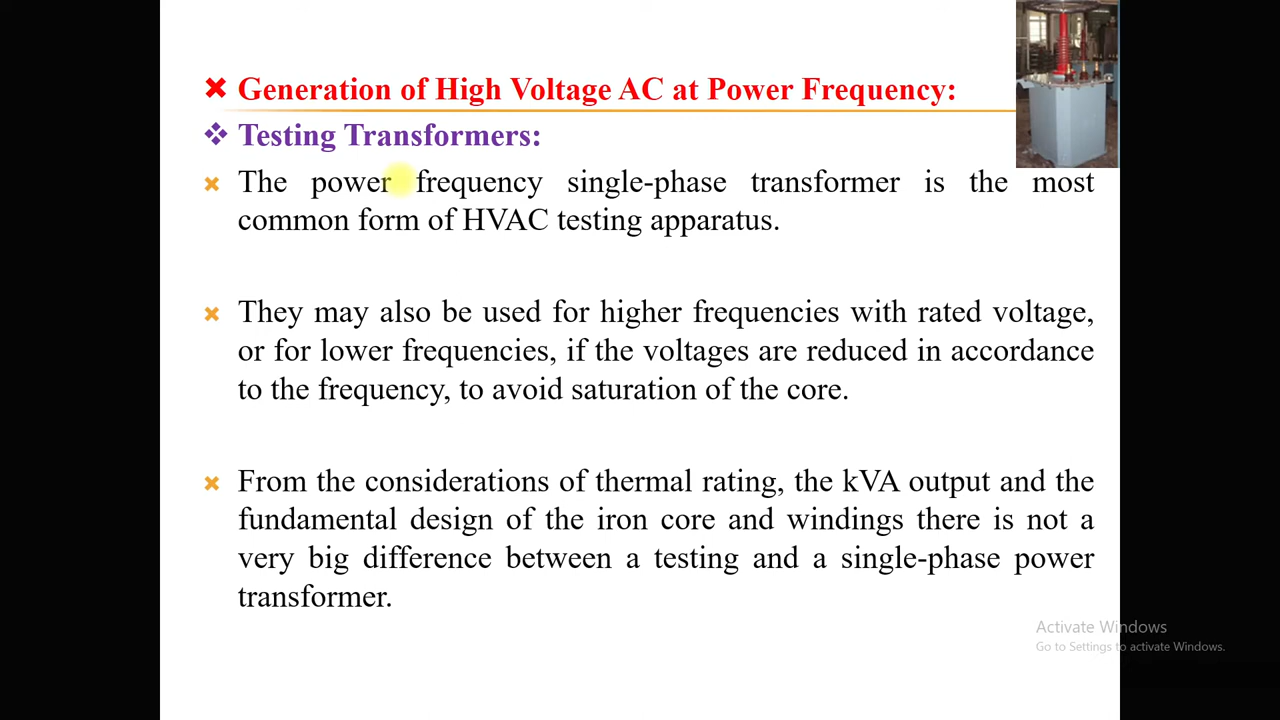 Generation of High Voltage AC at Power Frequency:
Testing Transformers:
The power frequency single-phase transformer is the most
common form of HVAC testing apparatus.
They may also be used for higher frequencies with rated voltage,
or for lower frequencies, if the voltages are reduced in accordance
to the frequency, to avoid saturation of the core.
From the considerations of thermal rating, the kVA output and the
fundamental design of the iron core and windings there is not a
very big difference between a testing and a single-phase power
transformer.
Activate Windows
Go to Settings to activate Windows.